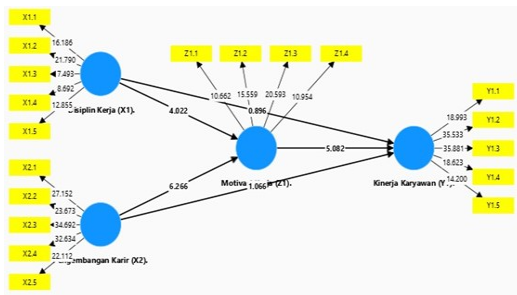 X1.1
X1.2
X1.3
X1.4
X1.5
16.186
21.790
7.493
8.692
12.855
Disiplin Kerja (X1).
Z1.1
Z1.2
Z1.3
Z1.4
10.662
15.559
20.593
10.954
4.022
0.896
6.266
1.066
5.082
(Z1).
Kinerja Karyawan
Y1.1
Y1.2
Y1.3
Y1.4
Y1.5
18.993
35.533
35.881
18.623
14.200
X2.1
X2.2
X2.3
X2.4
X2.5
27.152
23.673
34.692
32.634
22.112
Karir (X2).